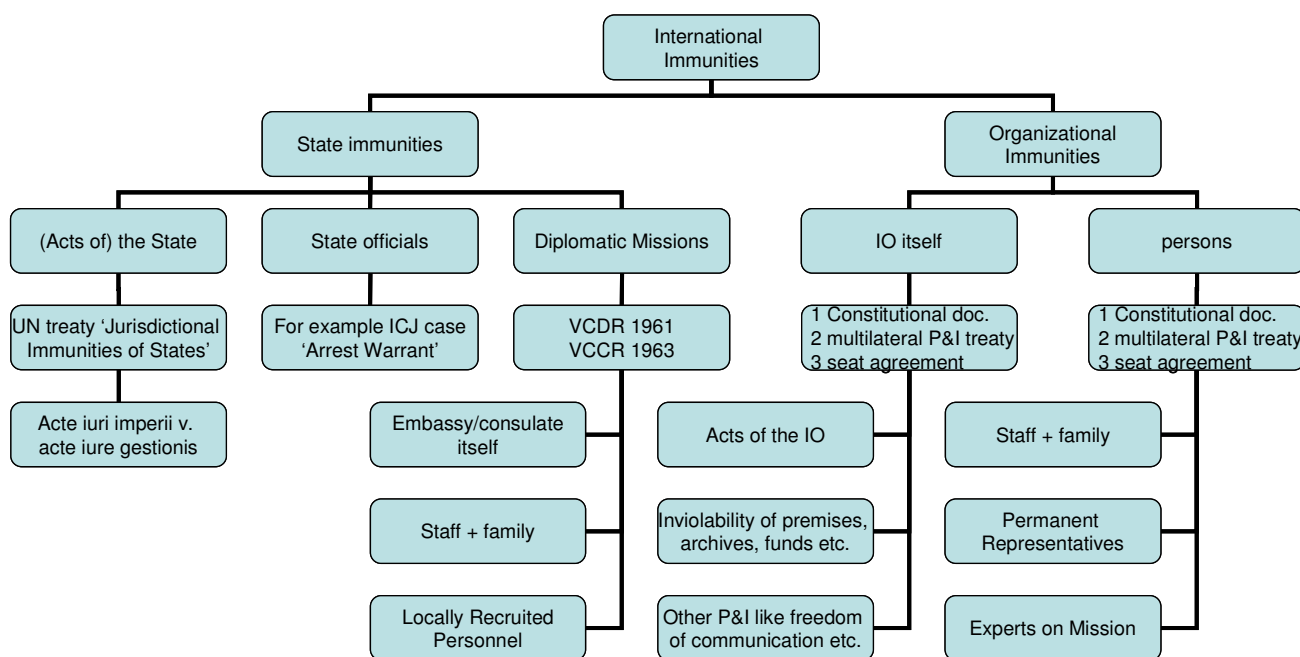 International
Immunities
State immunities
Organizational
Immunities
(Acts of) the State
State officials
Diplomatic Missions
IO itself
persons
UN treaty ‘Jurisdictional
Immunities of States’
For example ICJ case
‘Arrest Warrant’
VCDR 1961
VCCR 1963
1 Constitutional doc.
2 multilateral P&I treaty
3 seat agreement
1 Constitutional doc.
2 multilateral P&I treaty
3 seat agreement
Acte iuri imperii v.
acte iure gestionis
Embassy/consulate
itself
Acts of the IO
Staff + family
Staff + family
Inviolability of premises,
archives, funds etc.
Permanent
Representatives
Locally Recruited
Personnel
Other P&I like freedom
of communication etc.
Experts on Mission